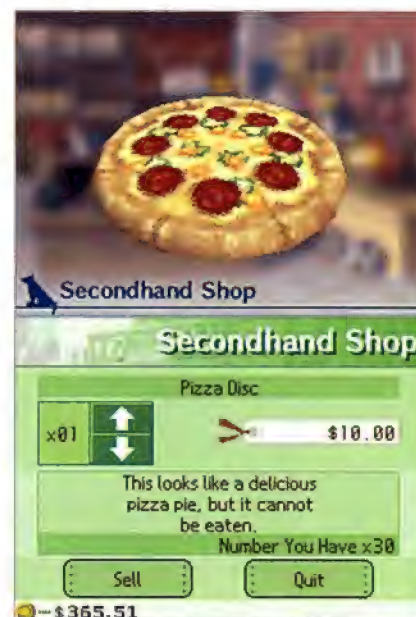 Secondhand Shop
Secondhand Shop
Pizza Disc
x01
$10.00
This looks like a delicious
pizza pie, but it cannot
be eaten.
Number You Have x30
Sell
Quit
$365.51